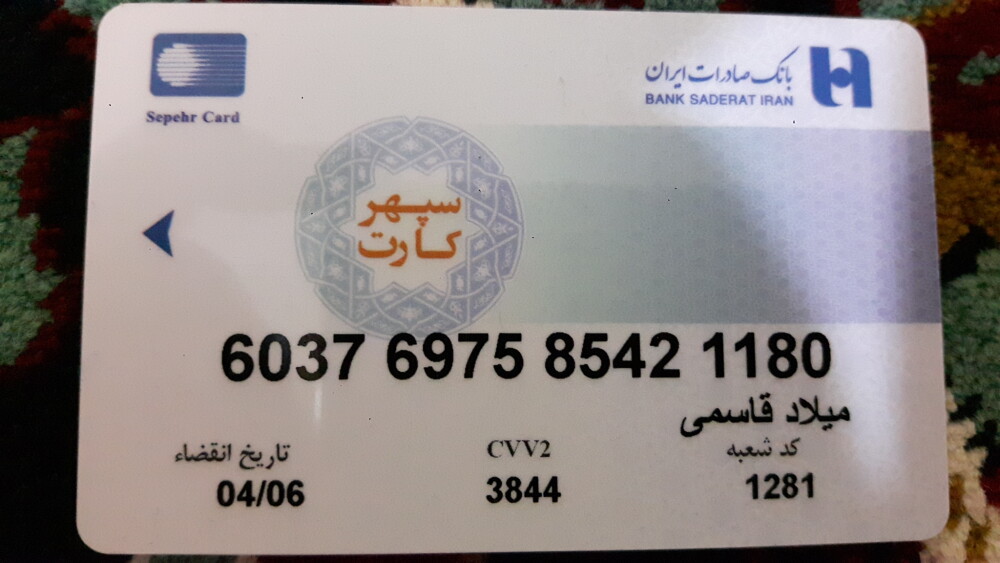 بانک صادرات ایران
BANK SADERAT IRAN
Sepehr Card
سپهر
کارت
6037 6975 8542 1180
میلاد قاسمی
کد شعبه
CVV2
تاریخ انقضاء
1281
3844
04/06